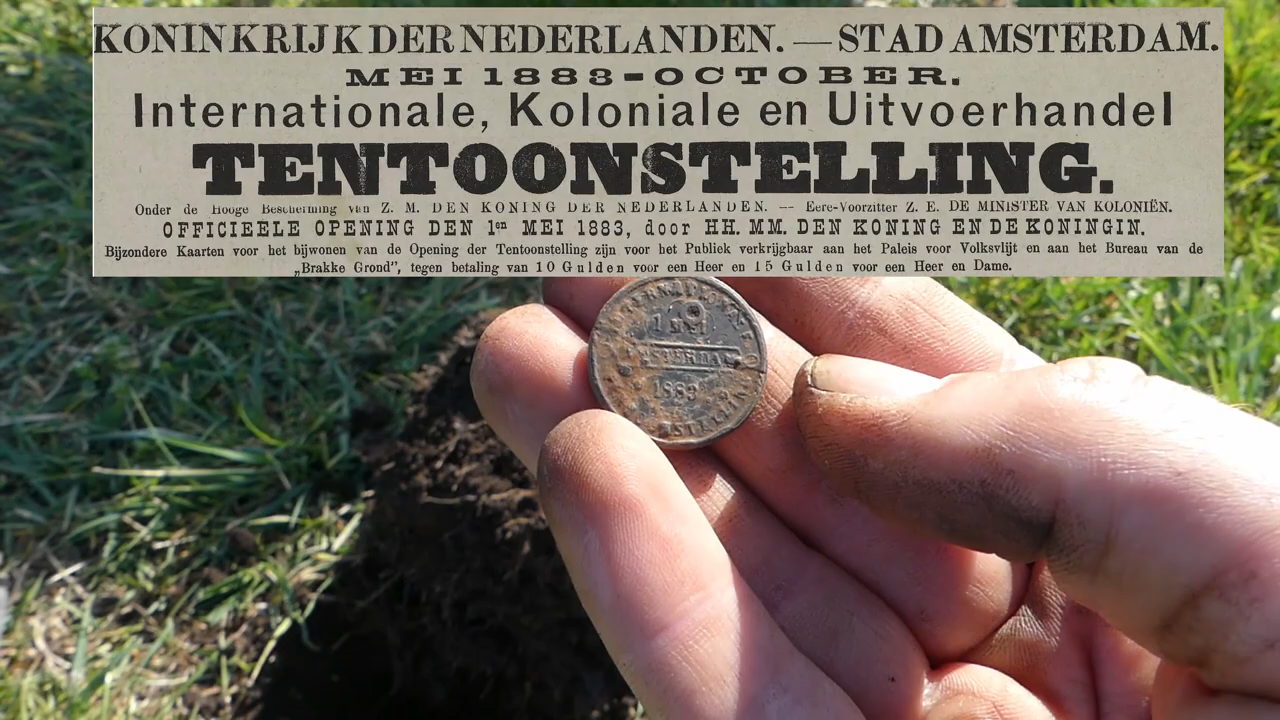 KONINKRIJK DER NEDERLANDEN. — STAD AMSTERDAM.
MEI 1883-OCTOBER.
Internationale, Koloniale en Uitvoerhandel
TENTOONSTELLING.
Onder de Hooge Bescherming van Z. M. DEN KONING DER NEDERLANDEN. — Eere-Voorzitter Z. E. DE MINISTER VAN KOLONIËN.
OFFICIEELE OPENING DEN 1en MEI 1883, door HH. MM. DEN KONING EN DE KONINGIN.
Bijzondere Kaarten voor het bijwonen van de Opening der Tentoonstelling zijn voor het Publiek verkrijgbaar aan het Paleis voor Volksvlijt en aan het Bureau van de
„Brakke Grond", tegen betaling van 10 Gulden voor een Heer en 15 Gulden voor een Heer en Dame.
1 MEI
1883